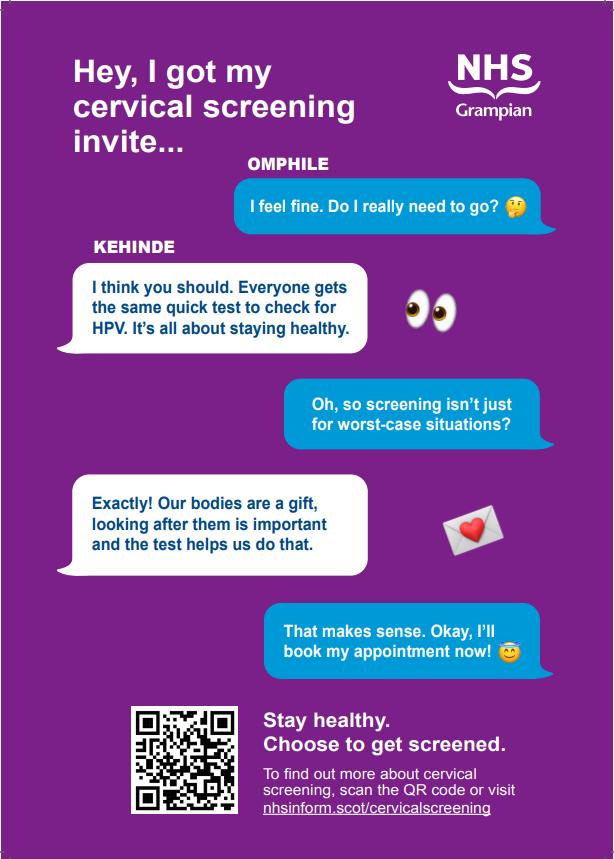 Hey, I got my
cervical screening
invite...
NHS
Grampian
OMPHILE
I feel fine. Do I really need to go? 🤔
KEHINDE
I think you should. Everyone gets
the same quick test to check for
HPV. It’s all about staying healthy.
Oh, so screening isn’t just
for worst-case situations?
Exactly! Our bodies are a gift,
looking after them is important
and the test helps us do that.
That makes sense. Okay, I’ll
book my appointment now! 😇
Stay healthy.
Choose to get screened.
To find out more about cervical
screening, scan the QR code or visit
nhsinform.scot/cervicalscreening